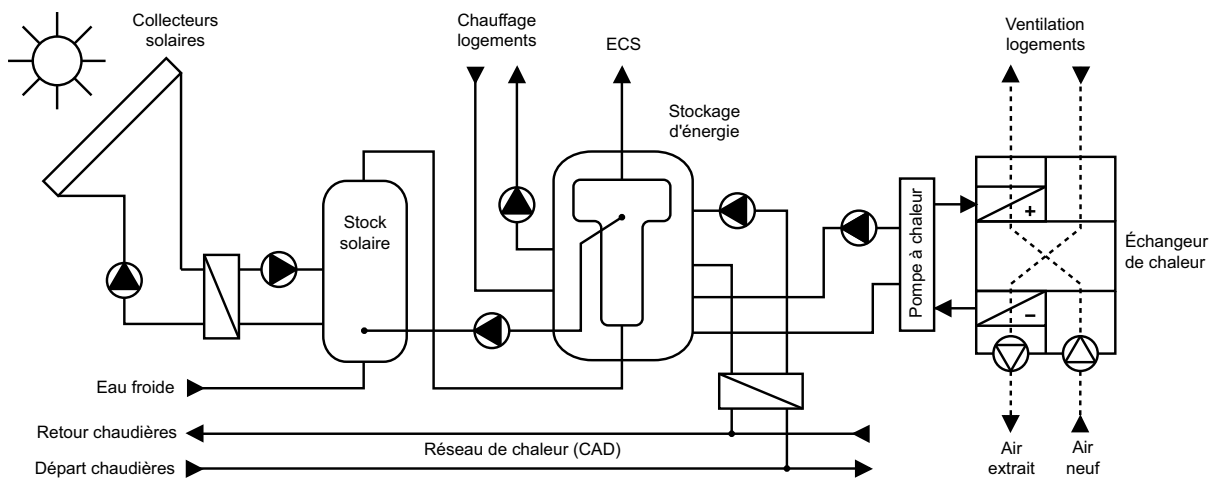 Collecteurs
solaires
Chauffage
logements
ECS
Ventilation
logements
Stockage
d'énergie
Stock
solaire
Pompe à chaleur
+
Échangeur
de chaleur
–
Eau froide
Retour chaudières
Réseau de chaleur (CAD)
Départ chaudières
Air
extrait
Air
neuf